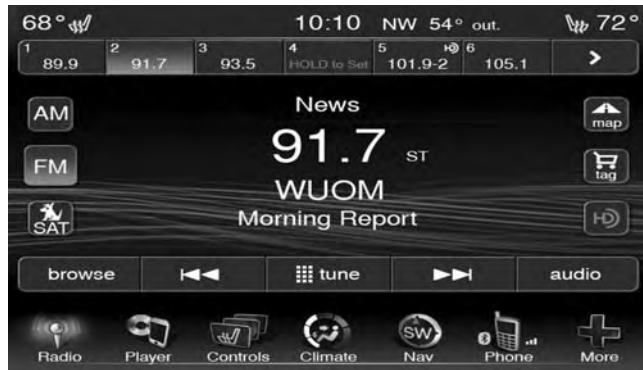 68° 10:10 NW 54° out. 72°
1 2 3 4 5 HD 6
89.9 91.7 93.5 HOLD to Set 101.9-2 105.1 >
AM News map
91.7 ST
FM tag
WUOM
SAT Morning Report HD
browse tune audio
SW
Radio Player Controls Climate Nav Phone More